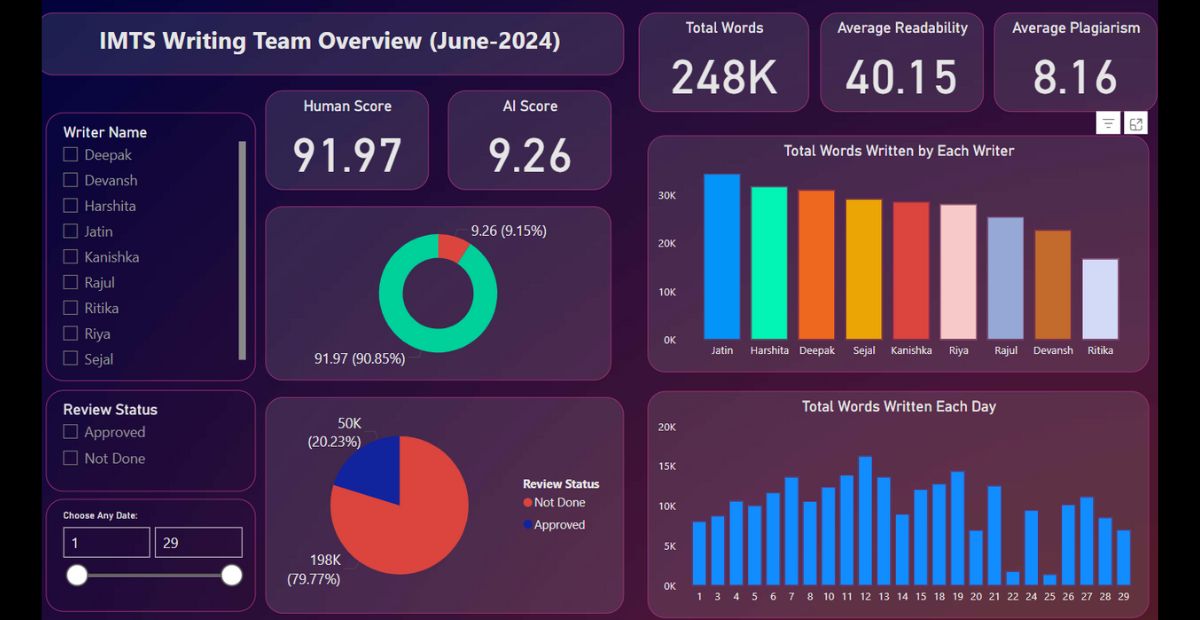 IMTS Writing Team Overview (June-2024)
Total Words
248K
Average Readability
40.15
Average Plagiarism
8.16
Human Score
91.97
AI Score
9.26
Writer Name
Deepak
Devansh
Harshita
Jatin
Kanishka
Rajul
Ritika
Riya
Sejal
9.26 (9.15%)
91.97 (90.85%)
Total Words Written by Each Writer
30K
20K
10K
0K
Jatin Harshita Deepak Sejal Kanishka Riya Rajul Devansh Ritika
Review Status
Approved
Not Done
Choose Any Date:
1 29
50K
(20.23%)
198K
(79.77%)
Review Status
Not Done
Approved
Total Words Written Each Day
20K
15K
10K
5K
0K
1 3 4 5 6 7 8 10 11 12 13 14 15 18 19 20 21 22 24 25 26 27 28 29